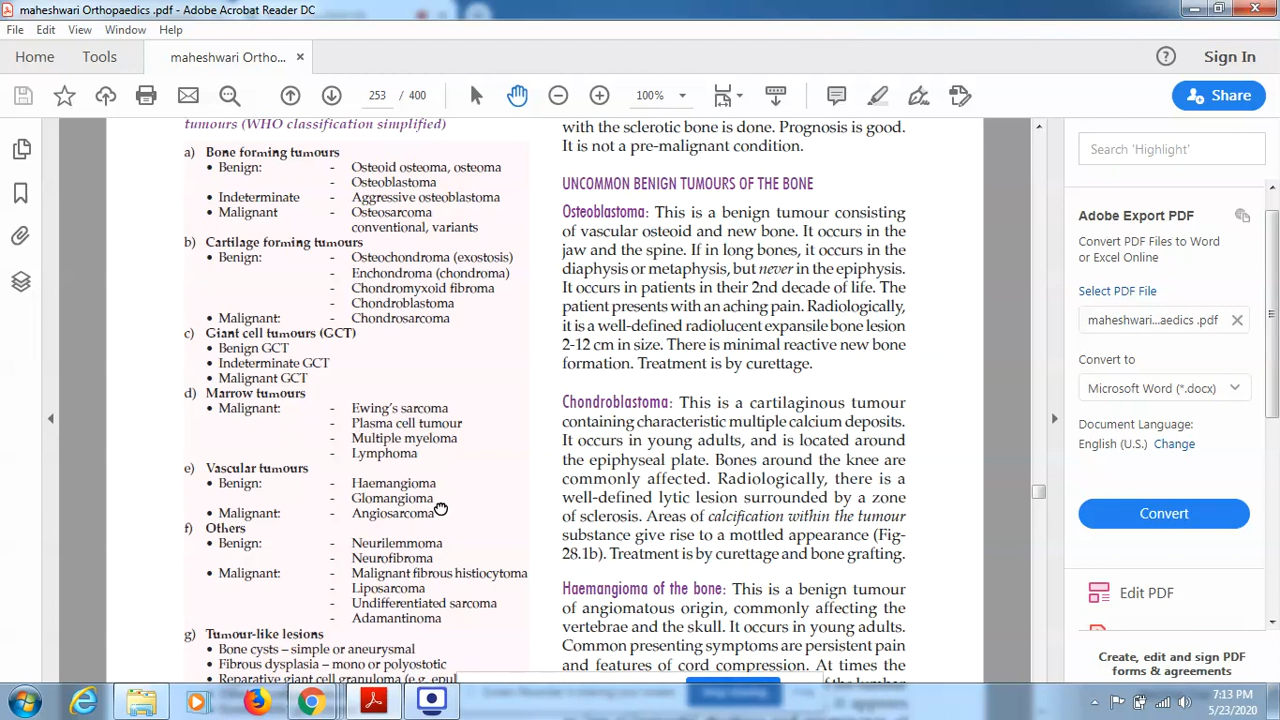 maheshwari Orthopaedics .pdf - Adobe Acrobat Reader DC
File Edit View Window Help
Home Tools maheshwari Ortho... × Sign In
253 / 400 100% Share
tumours (WHO classification simplified)
a) Bone forming tumours
• Benign: - Osteoid osteoma, osteoma
- Osteoblastoma
• Indeterminate - Aggressive osteoblastoma
• Malignant - Osteosarcoma
conventional, variants
b) Cartilage forming tumours
• Benign: - Osteochondroma (exostosis)
- Enchondroma (chondroma)
- Chondromyxoid fibroma
- Chondroblastoma
• Malignant: - Chondrosarcoma
c) Giant cell tumours (GCT)
• Benign GCT
• Indeterminate GCT
• Malignant GCT
d) Marrow tumours
• Malignant: - Ewing's sarcoma
- Plasma cell tumour
- Multiple myeloma
- Lymphoma
e) Vascular tumours
• Benign: - Haemangioma
- Glomangioma
• Malignant: - Angiosarcoma
f) Others
• Benign: - Neurilemmoma
- Neurofibroma
• Malignant: - Malignant fibrous histiocytoma
- Liposarcoma
- Undifferentiated sarcoma
- Adamantinoma
g) Tumour-like lesions
• Bone cysts – simple or aneurysmal
• Fibrous dysplasia – mono or polyostotic
• Reparative giant cell granuloma (e.g. epul
with the sclerotic bone is done. Prognosis is good.
It is not a pre-malignant condition.
UNCOMMON BENIGN TUMOURS OF THE BONE
Osteoblastoma: This is a benign tumour consisting
of vascular osteoid and new bone. It occurs in the
jaw and the spine. If in long bones, it occurs in the
diaphysis or metaphysis, but never in the epiphysis.
It occurs in patients in their 2nd decade of life. The
patient presents with an aching pain. Radiologically,
it is a well-defined radiolucent expansile bone lesion
2-12 cm in size. There is minimal reactive new bone
formation. Treatment is by curettage.
Chondroblastoma: This is a cartilaginous tumour
containing characteristic multiple calcium deposits.
It occurs in young adults, and is located around
the epiphyseal plate. Bones around the knee are
commonly affected. Radiologically, there is a
well-defined lytic lesion surrounded by a zone
of sclerosis. Areas of calcification within the tumour
substance give rise to a mottled appearance (Fig-
28.1b). Treatment is by curettage and bone grafting.
Haemangioma of the bone: This is a benign tumour
of angiomatous origin, commonly affecting the
vertebrae and the skull. It occurs in young adults.
Common presenting symptoms are persistent pain
and features of cord compression. At times the
Search 'Highlight'
Adobe Export PDF
Convert PDF Files to Word
or Excel Online
Select PDF File
maheshwari...aedics .pdf
Convert to
Microsoft Word (*.docx)
Document Language:
English (U.S.) Change
Convert
Edit PDF
Create, edit and sign PDF
forms & agreements
7:13 PM
5/23/2020